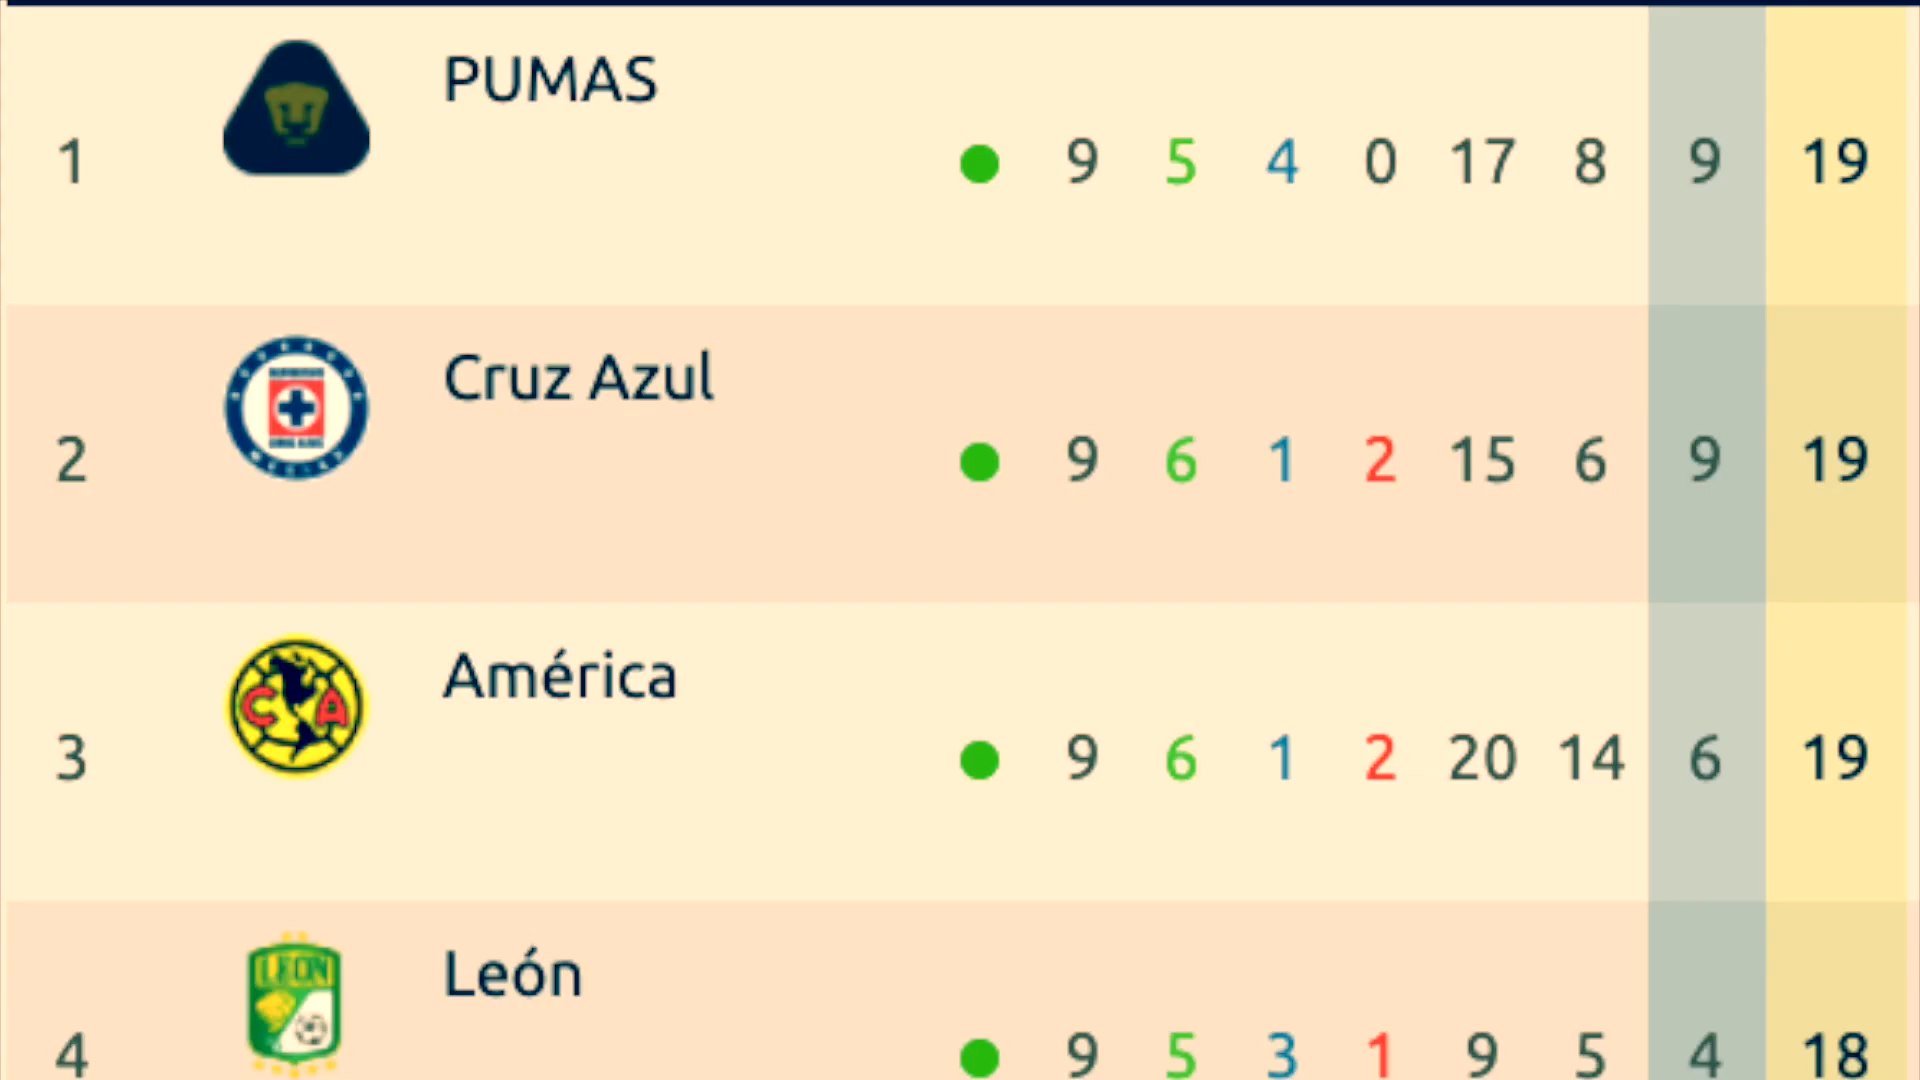 PUMAS
1 9 5 4 0 17 8 9 19
Cruz Azul
2 9 6 1 2 15 6 9 19
América
C A
3 9 6 1 2 20 14 6 19
LEON
León
4 9 5 3 1 9 5 4 18